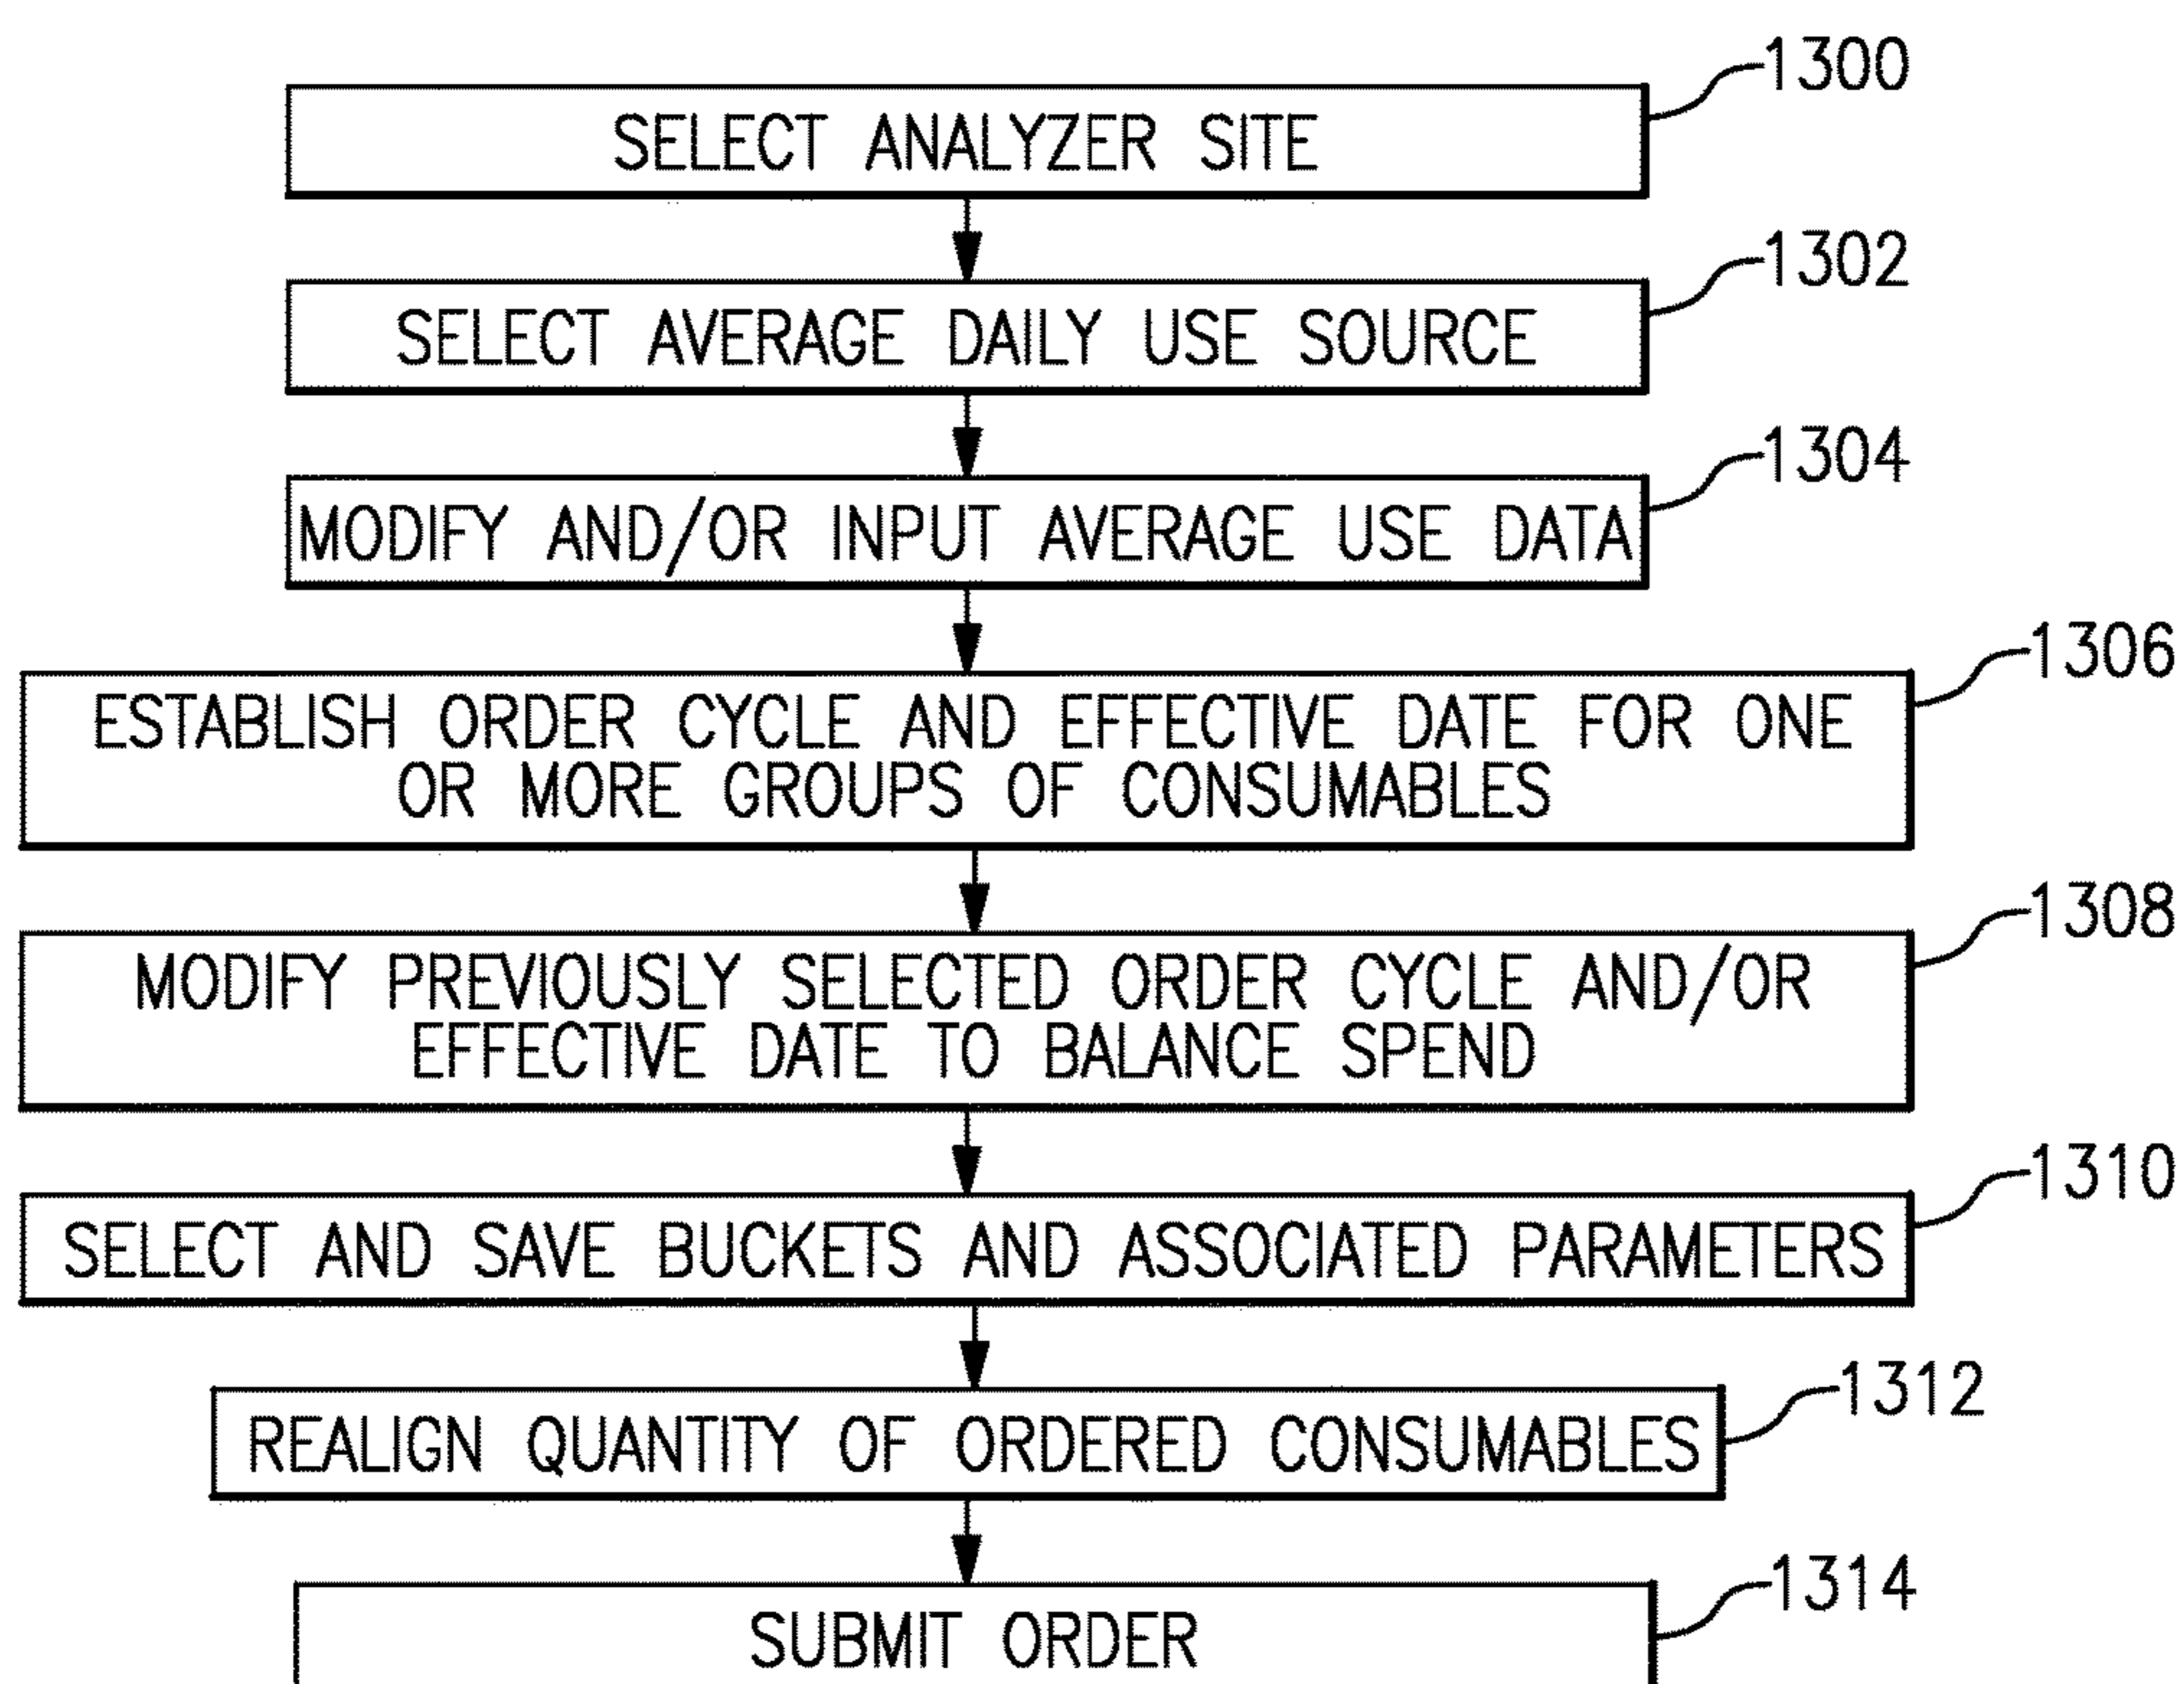 1300
SELECT ANALYZER SITE
1302
SELECT AVERAGE DAILY USE SOURCE
1304
MODIFY AND/OR INPUT AVERAGE USE DATA
1306
ESTABLISH ORDER CYCLE AND EFFECTIVE DATE FOR ONE
OR MORE GROUPS OF CONSUMABLES
1308
MODIFY PREVIOUSLY SELECTED ORDER CYCLE AND/OR
EFFECTIVE DATE TO BALANCE SPEND
1310
SELECT AND SAVE BUCKETS AND ASSOCIATED PARAMETERS
1312
REALIGN QUANTITY OF ORDERED CONSUMABLES
1314
SUBMIT ORDER